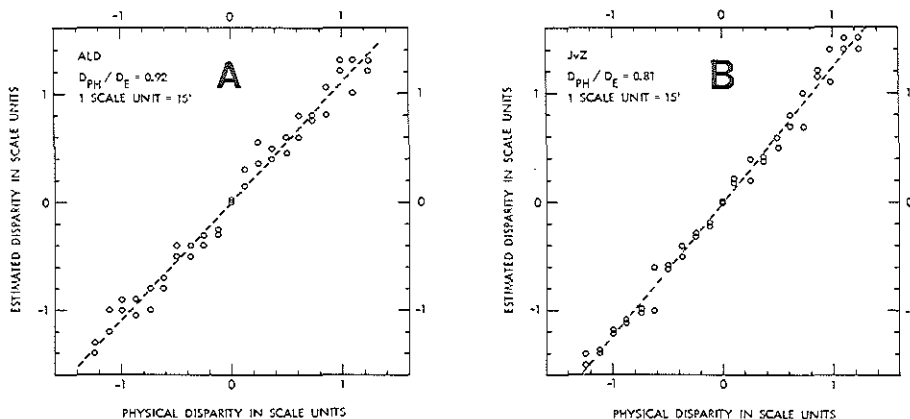 -1 0 1
ALD
A
D_PH / D_E = 0.92
1 SCALE UNIT = 15'
1 1
0 0
-1 -1
ESTIMATED DISPARITY IN SCALE UNITS
-1 0 1
PHYSICAL DISPARITY IN SCALE UNITS
-1 0 1
JvZ
B
D_PH / D_E = 0.81
1 SCALE UNIT = 15'
1 1
0 0
-1 -1
ESTIMATED DISPARITY IN SCALE UNITS
-1 0 1
PHYSICAL DISPARITY IN SCALE UNITS